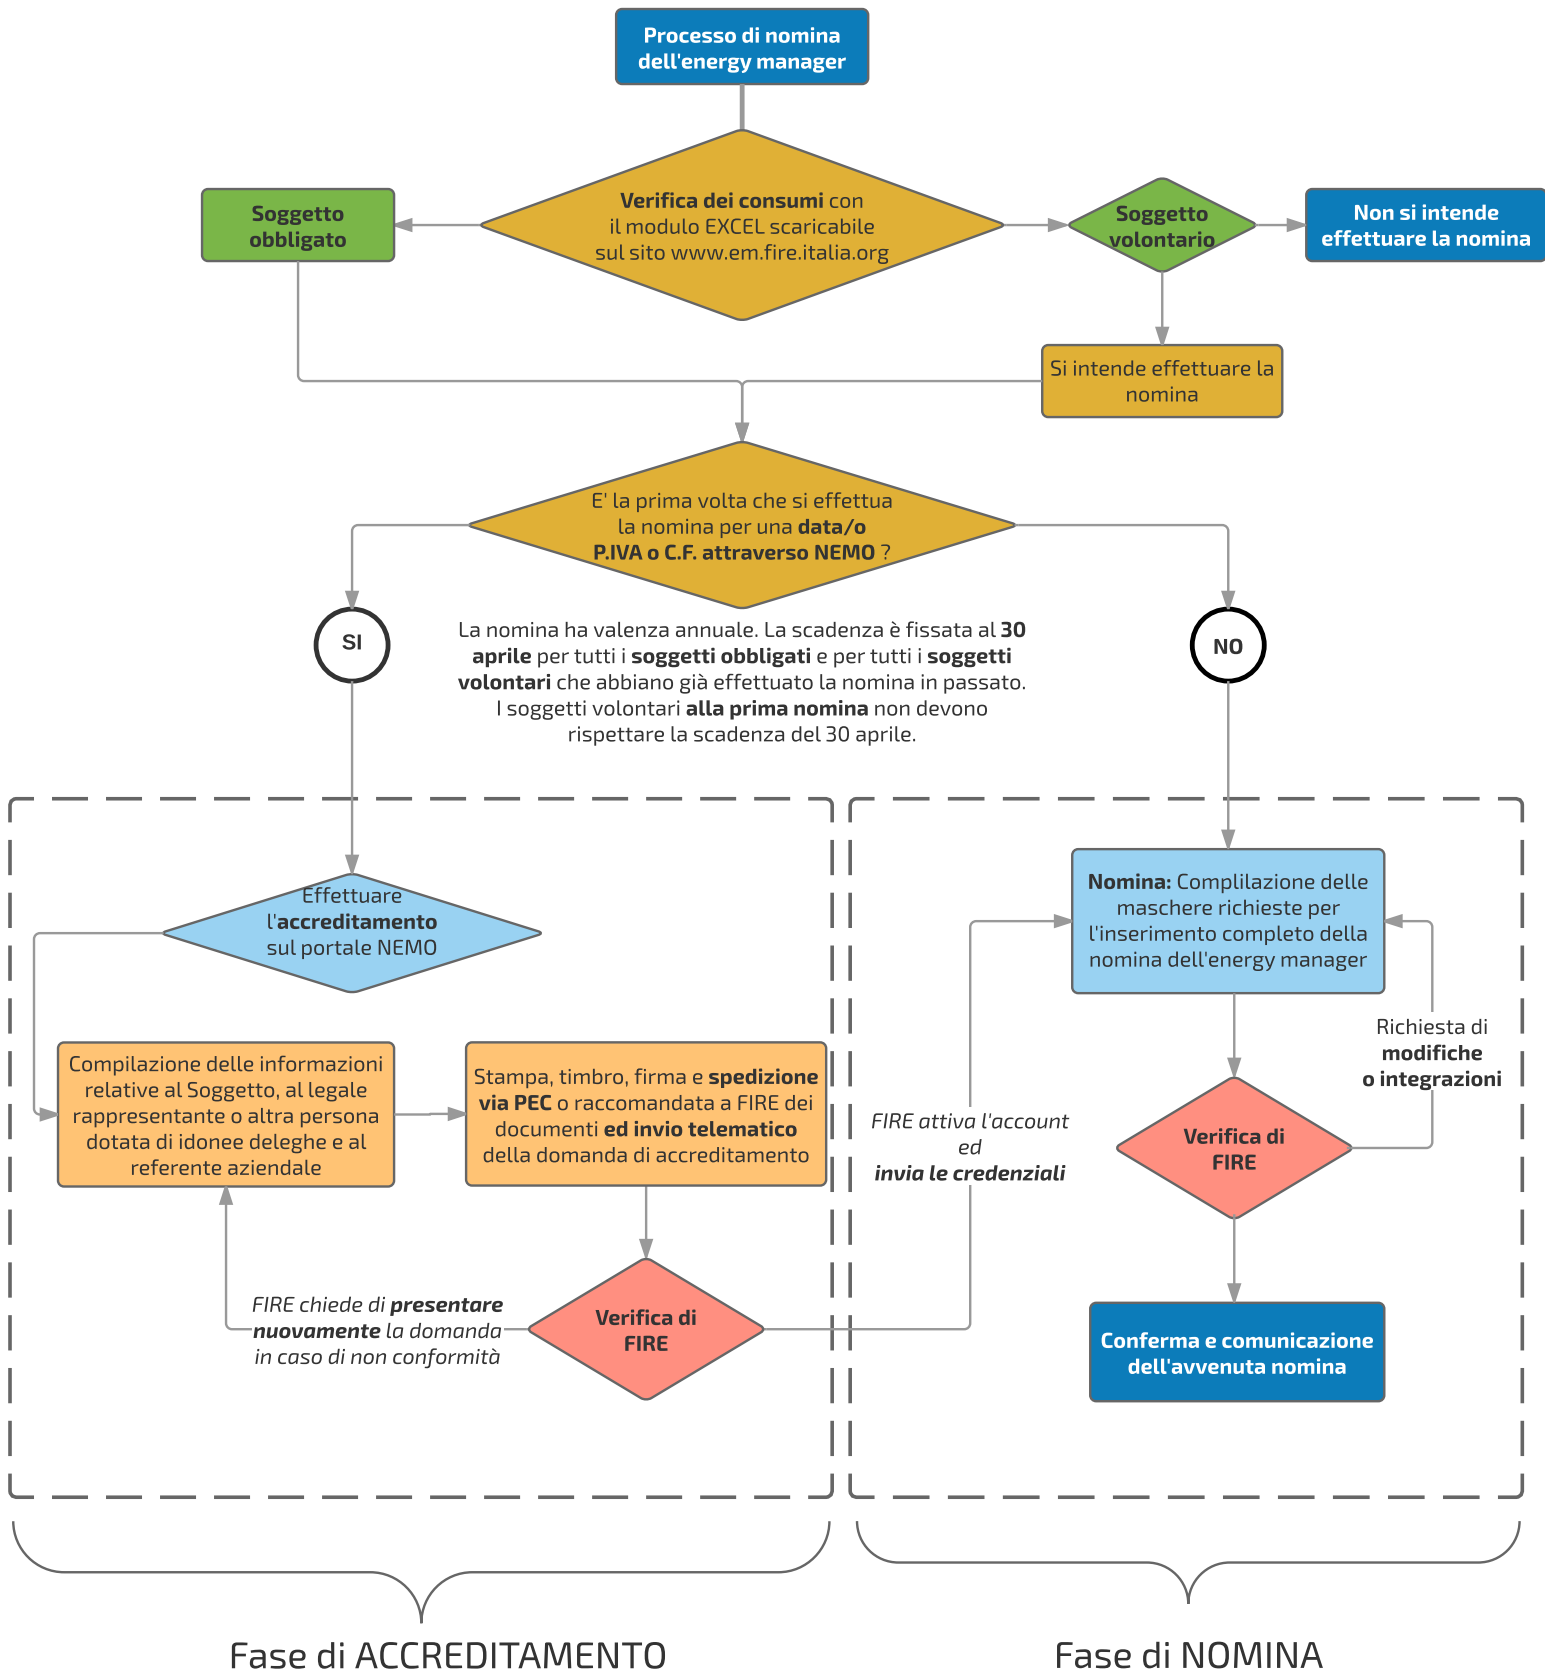 Processo di nomina
dell'energy manager
Verifica dei consumi con
il modulo EXCEL scaricabile
sul sito www.em.fire.italia.org
Soggetto
obbligato
Soggetto
volontario
Non si intende
effettuare la nomina
Si intende effettuare la
nomina
E' la prima volta che si effettua
la nomina per una data/o
P.IVA o C.F. attraverso NEMO ?
SI
NO
La nomina ha valenza annuale. La scadenza è fissata al 30
aprile per tutti i soggetti obbligati e per tutti i soggetti
volontari che abbiano già effettuato la nomina in passato.
I soggetti volontari alla prima nomina non devono
rispettare la scadenza del 30 aprile.
Effettuare
l'accreditamento
sul portale NEMO
Compilazione delle informazioni
relative al Soggetto, al legale
rappresentante o altra persona
dotata di idonee deleghe e al
referente aziendale
Stampa, timbro, firma e spedizione
via PEC o raccomandata a FIRE dei
documenti ed invio telematico
della domanda di accreditamento
FIRE chiede di presentare
nuovamente la domanda
in caso di non conformità
Verifica di
FIRE
FIRE attiva l'account
ed
invia le credenziali
Nomina: Complilazione delle
maschere richieste per
l'inserimento completo della
nomina dell'energy manager
Richiesta di
modifiche
o integrazioni
Verifica di
FIRE
Conferma e comunicazione
dell'avvenuta nomina
Fase di ACCREDITAMENTO
Fase di NOMINA